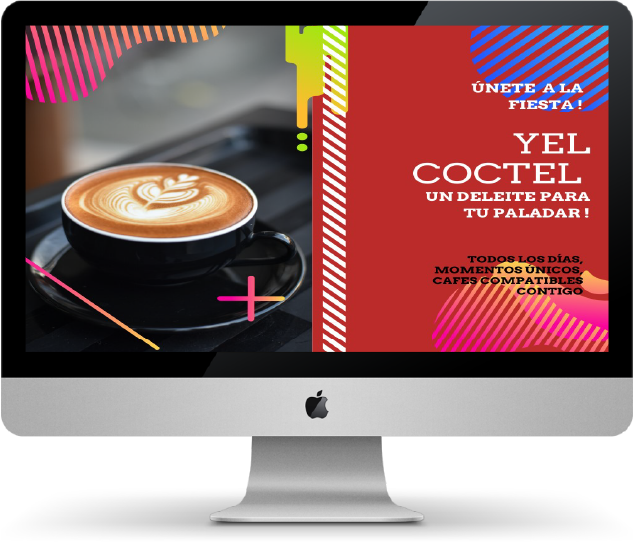 ÚNETE A LA
FIESTA !
YEL
COCTEL
UN DELEITE PARA
TU PALADAR !
TODOS LOS DÍAS,
MOMENTOS ÚNICOS,
CAFES COMPATIBLES
CONTIGO